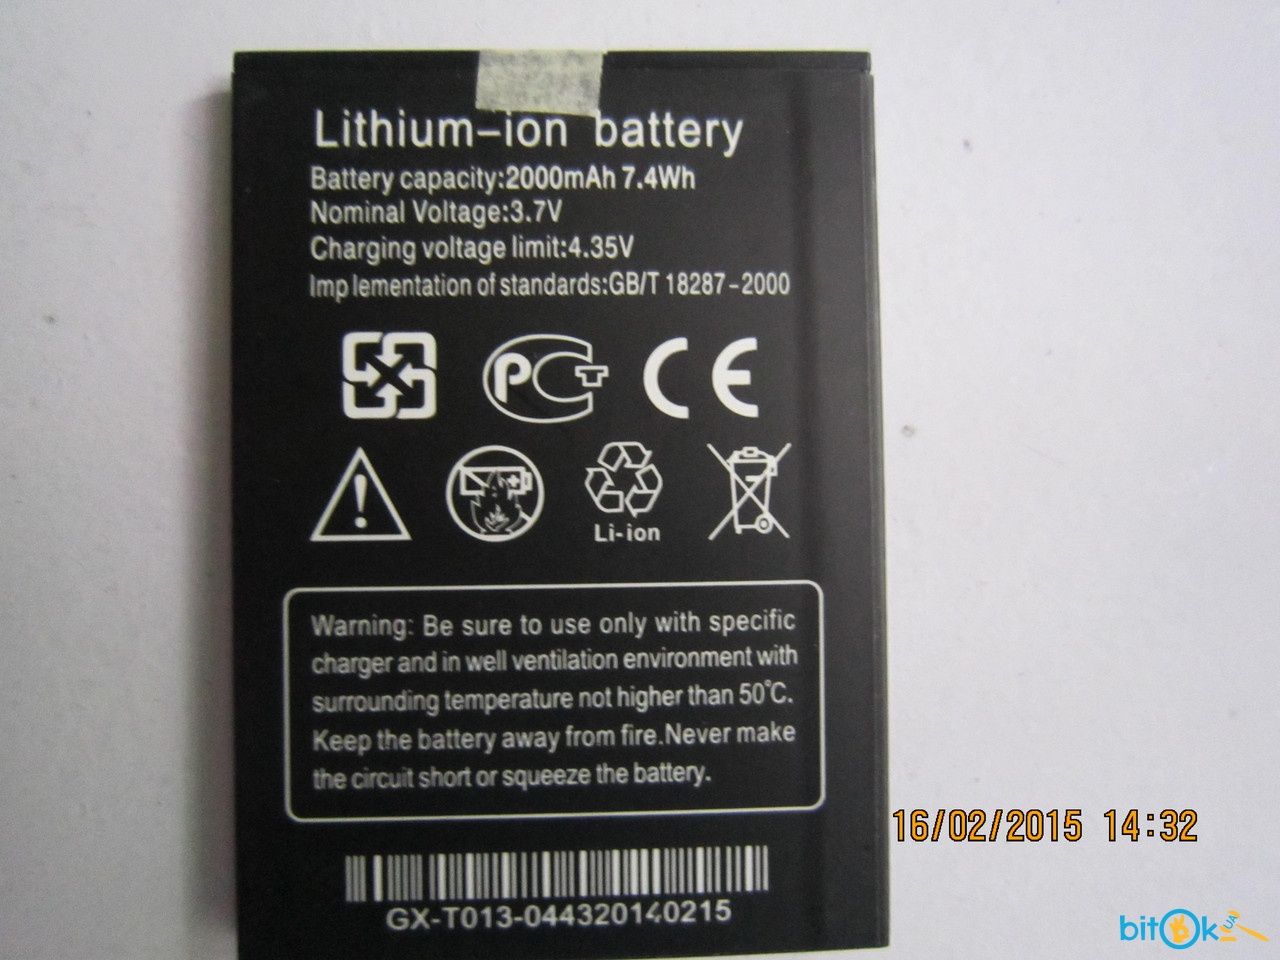 Lithium-ion battery
Battery capacity:2000mAh 7.4Wh
Nominal Voltage:3.7V
Charging voltage limit:4.35V
Imp lementation of standards:GB/T 18287-2000
PCT
CE
Li-ion
Warning: Be sure to use only with specific
charger and in well ventilation environment with
surrounding temperature not higher than 50°C.
Keep the battery away from fire.Never make
the circuit short or squeeze the battery.
16/02/2015 14:32
GX-T013-044320140215
bitok UA